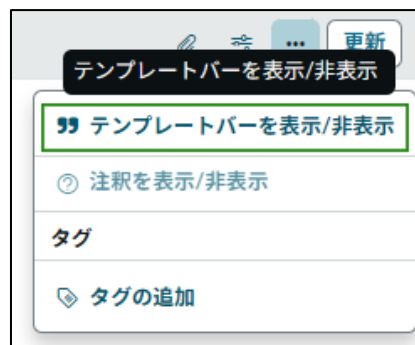 更新
テンプレートバーを表示/非表示
テンプレートバーを表示/非表示
注釈を表示/非表示
タグ
タグの追加